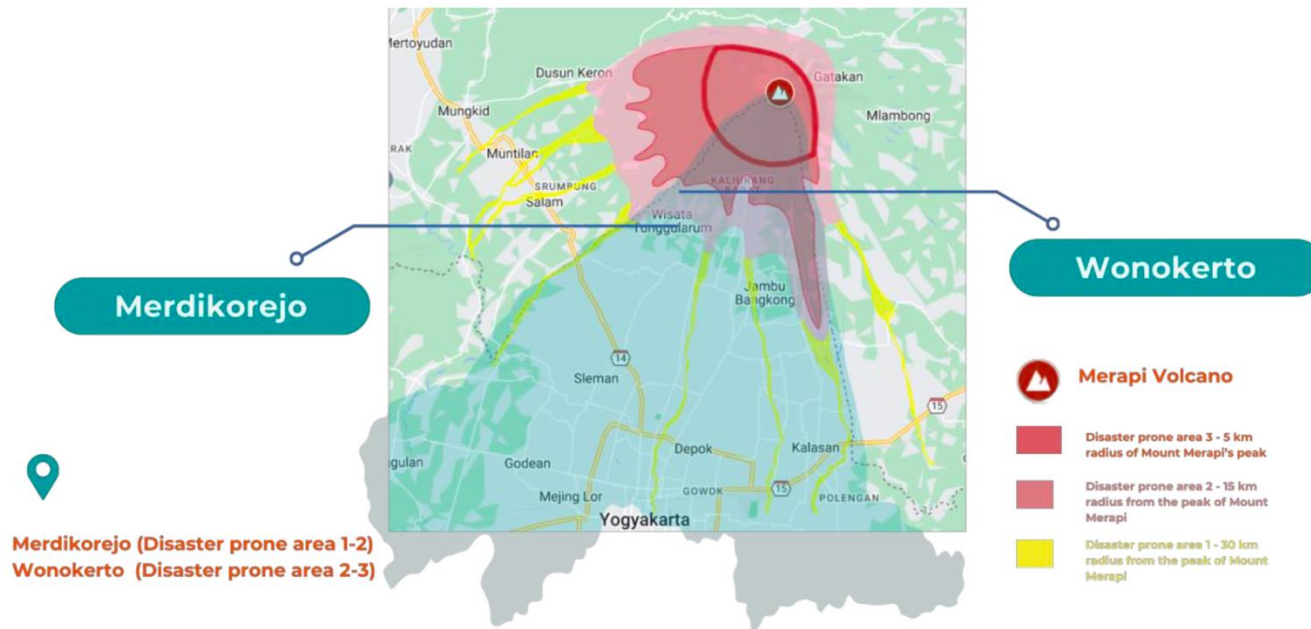 Mertoyudan
Dusun Keron
Gatakan
Mungkid
Mlambong
RAK
Muntilan
SRUMPUNG
KALIURANG
BARAT
Salam
Wisata
Tunggularum
Merdikorejo
Wonokerto
Jambu
Bangkong
14
Sleman
15
Merapi Volcano
Disaster prone area 3 - 5 km
radius of Mount Merapi's peak
Depok
Kalasan
gulan
Godean
Disaster prone area 2 - 15 km
radius from the peak of Mount
Merapi
Mejing Lor
GOWOK
15
POLENGAN
Yogyakarta
Merdikorejo (Disaster prone area 1-2)
Wonokerto (Disaster prone area 2-3)
Disaster prone area 1 - 30 km
radius from the peak of Mount
Merapi